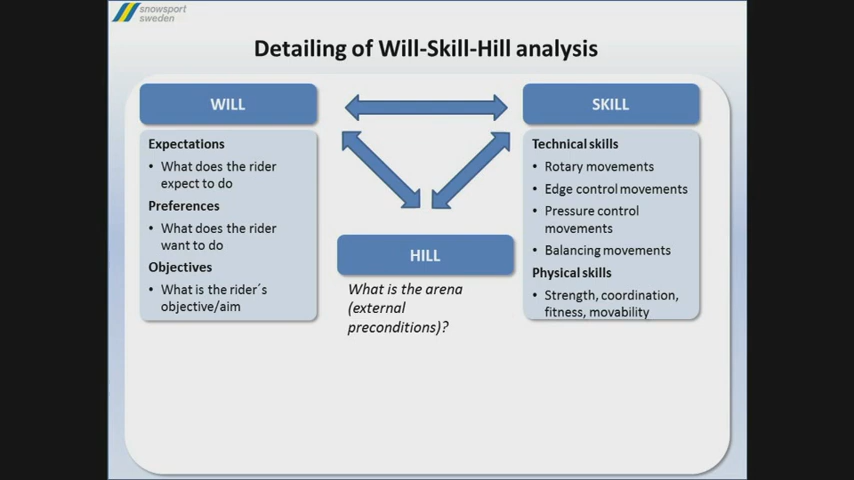 snowsport
sweden
Detailing of Will-Skill-Hill analysis
WILL
Expectations
• What does the rider
expect to do
Preferences
• What does the rider
want to do
Objectives
• What is the rider´s
objective/aim
HILL
What is the arena
(external
preconditions)?
SKILL
Technical skills
• Rotary movements
• Edge control movements
• Pressure control
movements
• Balancing movements
Physical skills
• Strength, coordination,
fitness, movability